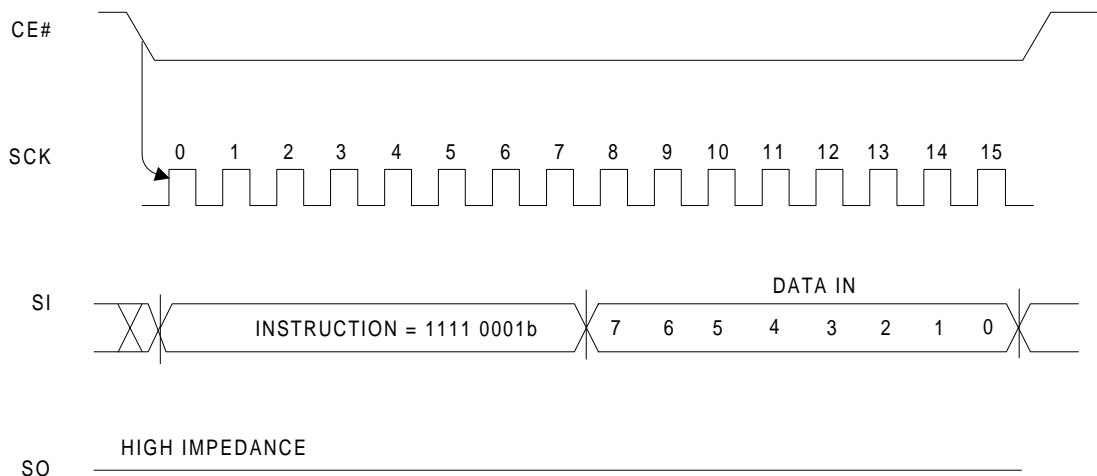 CE#
SCK
0 1 2 3 4 5 6 7 8 9 10 11 12 13 14 15
DATA IN
SI
INSTRUCTION = 1111 0001b 7 6 5 4 3 2 1 0
HIGH IMPEDANCE
SO